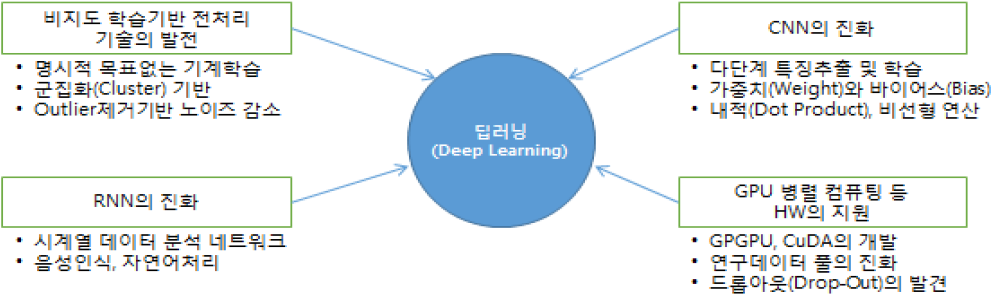 비지도 학습기반 전처리
기술의 발전
• 명시적 목표없는 기계학습
• 군집화(Cluster) 기반
• Outlier제거기반 노이즈 감소
CNN의 진화
• 다단계 특징추출 및 학습
• 가중치(Weight)와 바이어스(Bias)
• 내적(Dot Product), 비선형 연산
딥러닝
(Deep Learning)
RNN의 진화
• 시계열 데이터 분석 네트워크
• 음성인식, 자연어처리
GPU 병렬 컴퓨팅 등
HW의 지원
• GPGPU, CuDA의 개발
• 연구데이터 풀의 진화
• 드롭아웃(Drop-Out)의 발견